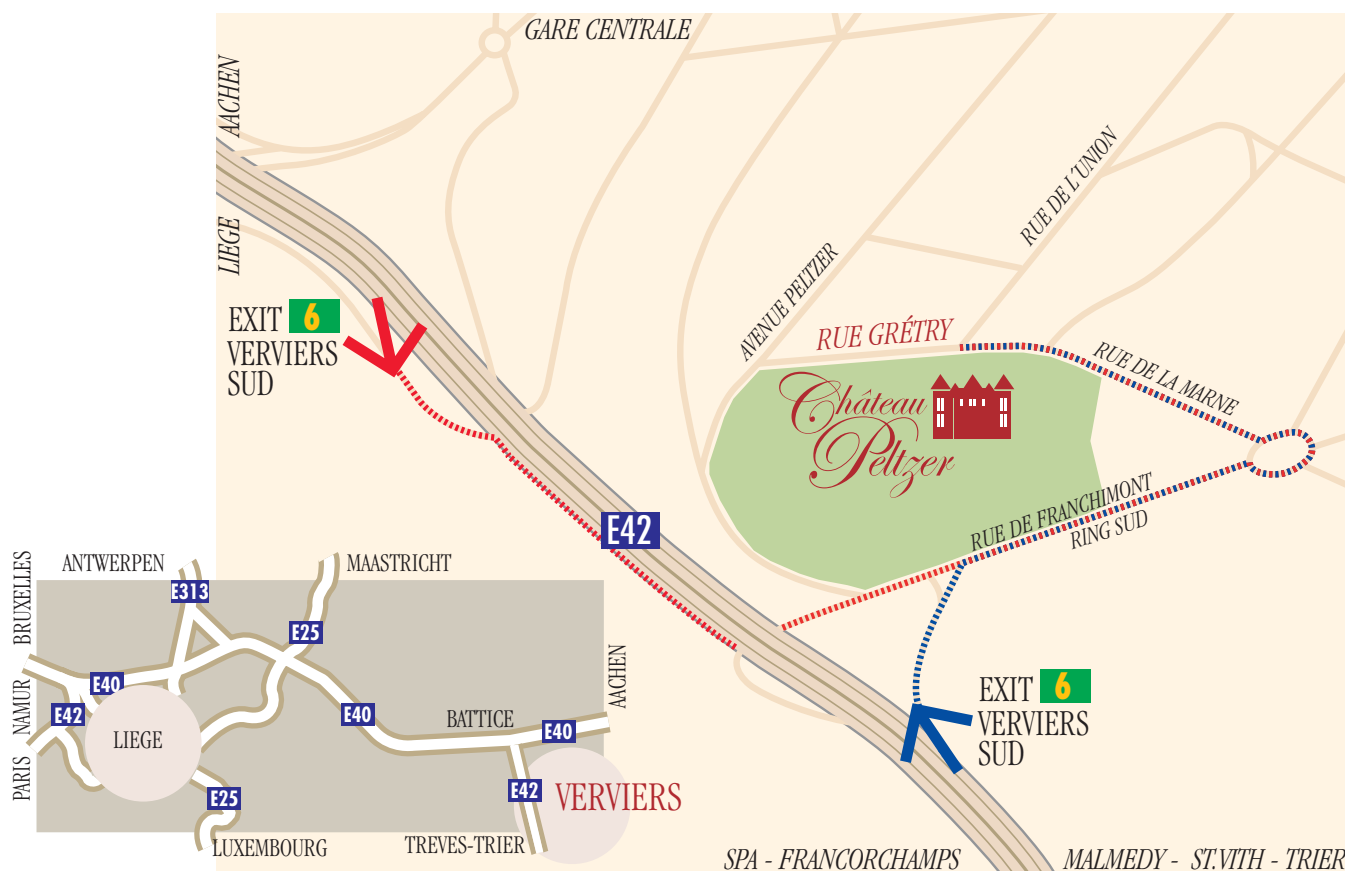 GARE CENTRALE
AACHEN
LIEGE
EXIT 6
VERVIERS
SUD
AVENUE PELTZER
RUE DE L'UNION
RUE GRÉTRY
RUE DE LA MARNE
Château
Peltzer
RUE DE FRANCHIMONT
RING SUD
E42
EXIT 6
VERVIERS
SUD
SPA - FRANCORCHAMPS
MALMEDY - ST.VITH - TRIER
BRUXELLES
ANTWERPEN
MAASTRICHT
E313
E25
E40
NAMUR
E42
PARIS
LIEGE
E40
BATTICE
E40
AACHEN
E25
E42
VERVIERS
LUXEMBOURG
TREVES-TRIER